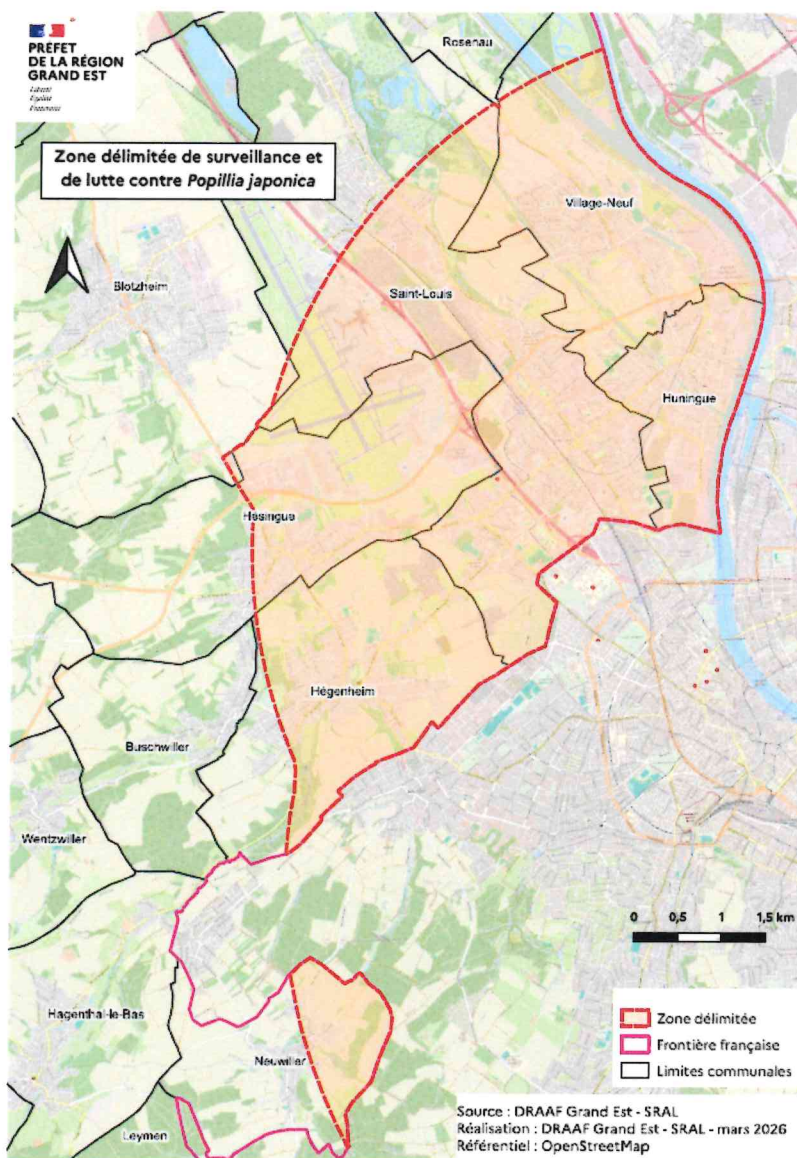 PRÉFET
DE LA RÉGION
GRAND EST
Liberté
Égalité
Fraternité
Zone délimitée de surveillance et
de lutte contre Popillia japonica
Rosenau
Village-Neuf
Blotzheim
Saint-Louis
Huningue
Hésingue
Hégenheim
Buschwiller
Wentzwiller
0 0,5 1 1,5 km
Hagenthal-le-Bas
Neuwiller
Leymen
Zone délimitée
Frontière française
Limites communales
Source : DRAAF Grand Est - SRAL
Réalisation : DRAAF Grand Est - SRAL - mars 2026
Référentiel : OpenStreetMap